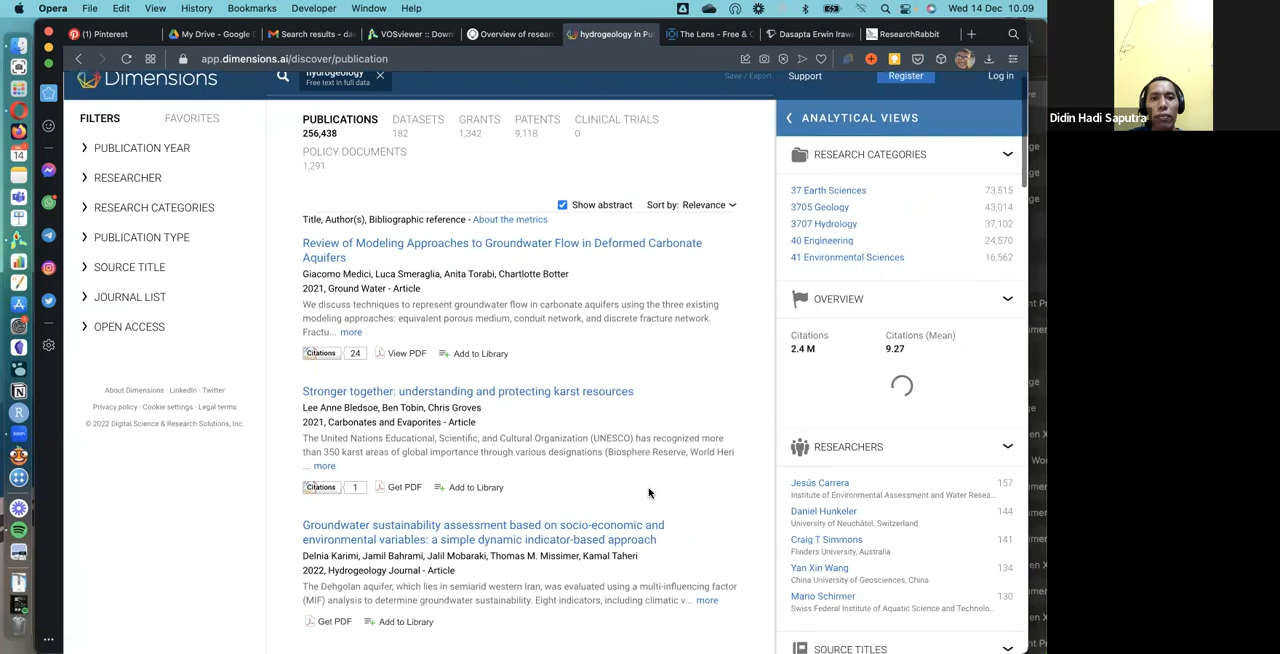 Opera File Edit View History Bookmarks Developer Window Help
Wed 14 Dec 10.09
(1) Pinterest
My Drive - Google D
Search results - da
VOSviewer :: Down
Overview of resear
hydrogeology in Pu
The Lens - Free & O
Dasapta Erwin Irawa
ResearchRabbit
app.dimensions.ai/discover/publication
Dimensions
hydrogeology
Free text in full data
Save / Export
Support
Register
Log in
FILTERS
FAVORITES
PUBLICATION YEAR
RESEARCHER
RESEARCH CATEGORIES
PUBLICATION TYPE
SOURCE TITLE
JOURNAL LIST
OPEN ACCESS
About Dimensions · LinkedIn · Twitter
Privacy policy · Cookie settings · Legal terms
© 2022 Digital Science & Research Solutions, Inc.
PUBLICATIONS
256,438
DATASETS
182
GRANTS
1,342
PATENTS
9,118
CLINICAL TRIALS
0
POLICY DOCUMENTS
1,291
Show abstract
Sort by: Relevance
Title, Author(s), Bibliographic reference - About the metrics
Review of Modeling Approaches to Groundwater Flow in Deformed Carbonate
Aquifers
Giacomo Medici, Luca Smeraglia, Anita Torabi, Chartlotte Botter
2021, Ground Water - Article
We discuss techniques to represent groundwater flow in carbonate aquifers using the three existing
modeling approaches: equivalent porous medium, conduit network, and discrete fracture network.
Fractu... more
Citations 24 View PDF Add to Library
Stronger together: understanding and protecting karst resources
Lee Anne Bledsoe, Ben Tobin, Chris Groves
2021, Carbonates and Evaporites - Article
The United Nations Educational, Scientific, and Cultural Organization (UNESCO) has recognized more
than 350 karst areas of global importance through various designations (Biosphere Reserve, World Heri
... more
Citations 1 Get PDF Add to Library
Groundwater sustainability assessment based on socio-economic and
environmental variables: a simple dynamic indicator-based approach
Delnia Karimi, Jamil Bahrami, Jalil Mobaraki, Thomas M. Missimer, Kamal Taheri
2022, Hydrogeology Journal - Article
The Dehgolan aquifer, which lies in semiarid western Iran, was evaluated using a multi-influencing factor
(MIF) analysis to determine groundwater sustainability. Eight indicators, including climatic v... more
Get PDF Add to Library
ANALYTICAL VIEWS
RESEARCH CATEGORIES
37 Earth Sciences 73,515
3705 Geology 43,014
3707 Hydrology 37,102
40 Engineering 24,570
41 Environmental Sciences 16,562
OVERVIEW
Citations
2.4 M
Citations (Mean)
9.27
RESEARCHERS
Jesús Carrera 157
Institute of Environmental Assessment and Water Resea...
Daniel Hunkeler 144
University of Neuchâtel, Switzerland
Craig T Simmons 141
Flinders University, Australia
Yan Xin Wang 134
China University of Geosciences, China
Mario Schirmer 130
Swiss Federal Institute of Aquatic Science and Technolo...
SOURCE TITLES
Didin Hadi Saputra